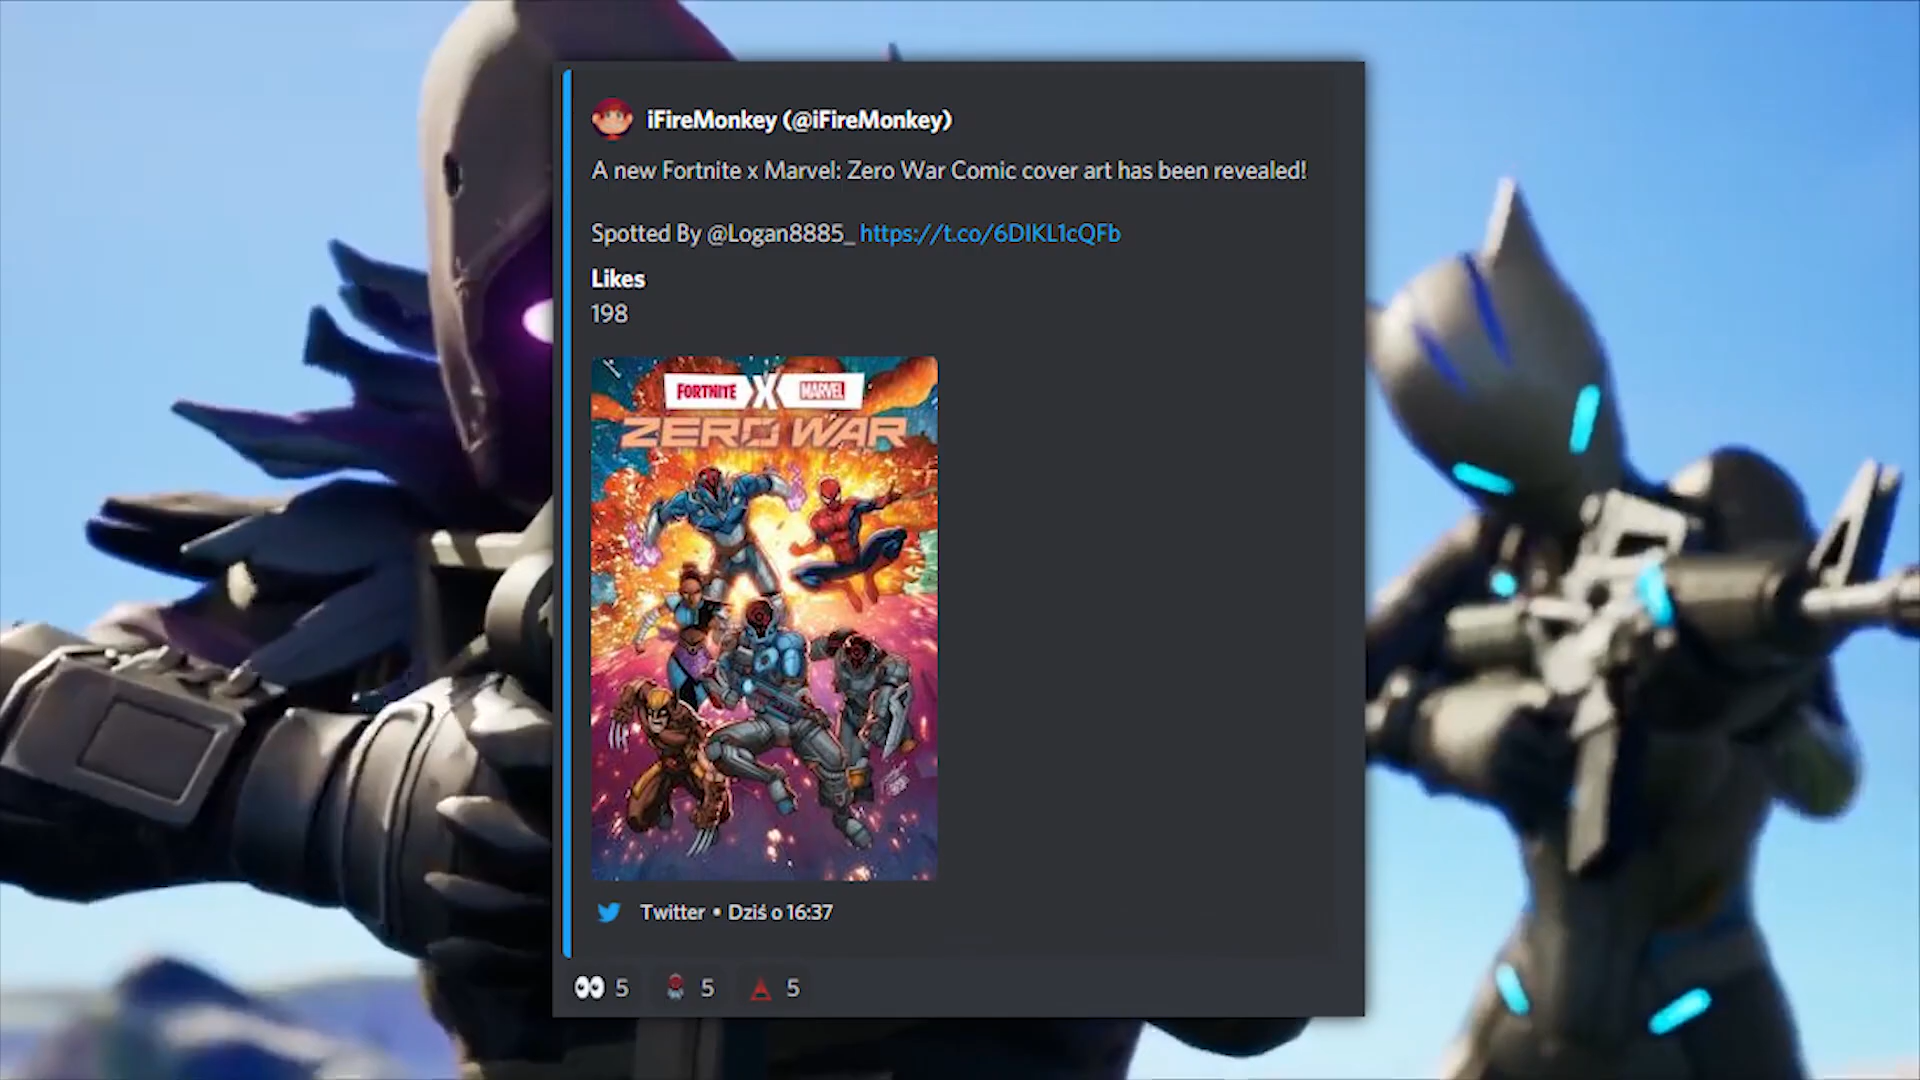 iFireMonkey (@iFireMonkey)
A new Fortnite x Marvel: Zero War Comic cover art has been revealed!
Spotted By @Logan8885_ https://t.co/6DIKL1cQFb
Likes
198
FORTNITE X MARVEL
ZERO WAR
Twitter • Dziś o 16:37
5 5 5